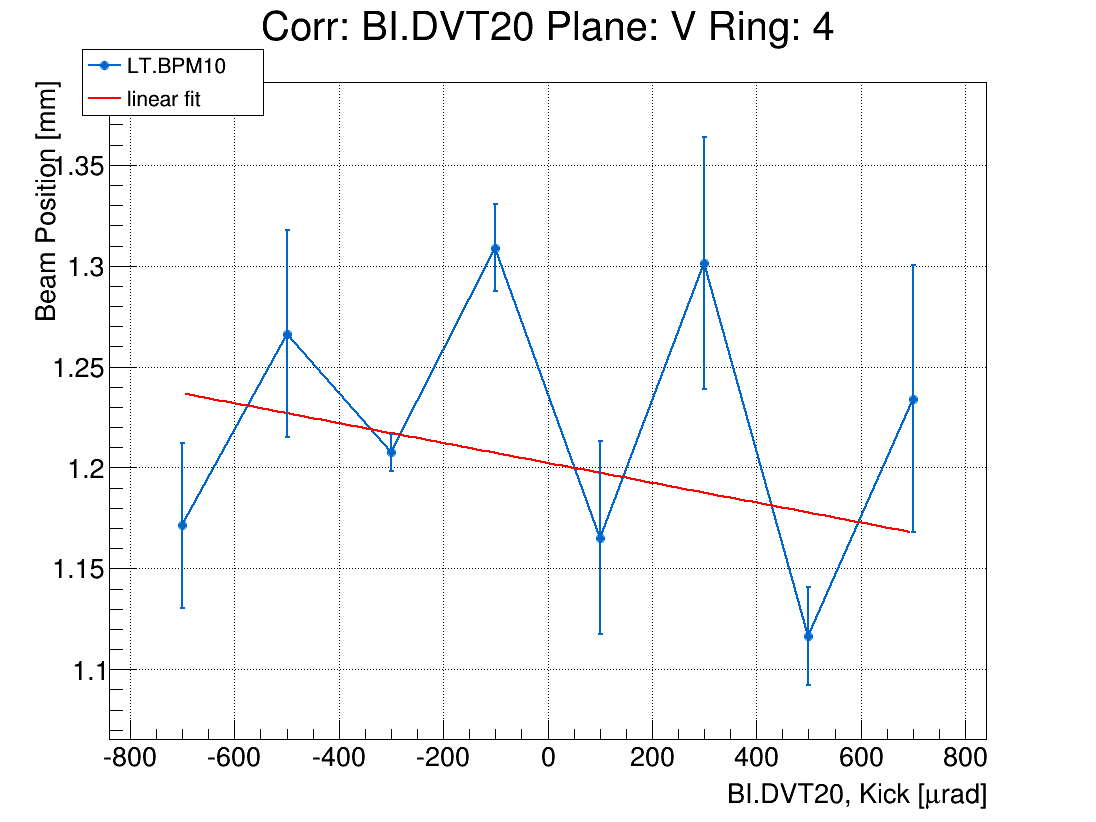 Corr: BI.DVT20 Plane: V Ring: 4
LT.BPM10
linear fit
Beam Position [mm]
1.35
1.3
1.25
1.2
1.15
1.1
-800 -600 -400 -200 0 200 400 600 800
BI.DVT20, Kick [μrad]